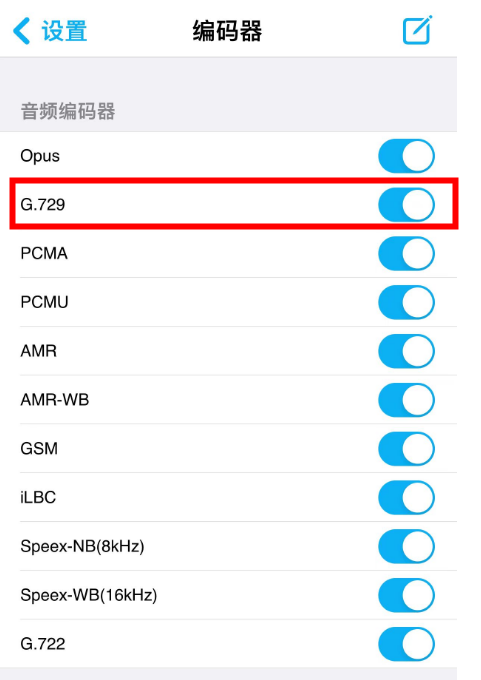 设置
编码器
音频编码器
Opus
G.729
PCMA
PCMU
AMR
AMR-WB
GSM
iLBC
Speex-NB(8kHz)
Speex-WB(16kHz)
G.722